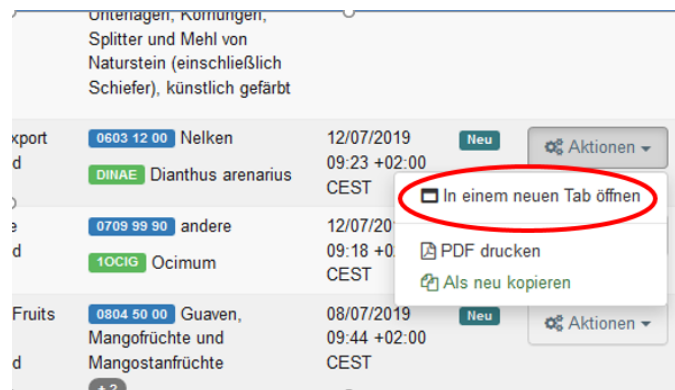 Unterlagen, Körnungen,
Splitter und Mehl von
Naturstein (einschließlich
Schiefer), künstlich gefärbt
xport
d
0603 12 00 Nelken
DINAE Dianthus arenarius
12/07/2019
09:23 +02:00
CEST
Neu
Aktionen
In einem neuen Tab öffnen
PDF drucken
Als neu kopieren
e
d
0709 99 90 andere
1OCIG Ocimum
12/07/20
09:18 +0
CEST
Fruits
d
0804 50 00 Guaven,
Mangofrüchte und
Mangostanfrüchte
+ 2
08/07/2019
09:44 +02:00
CEST
Neu
Aktionen